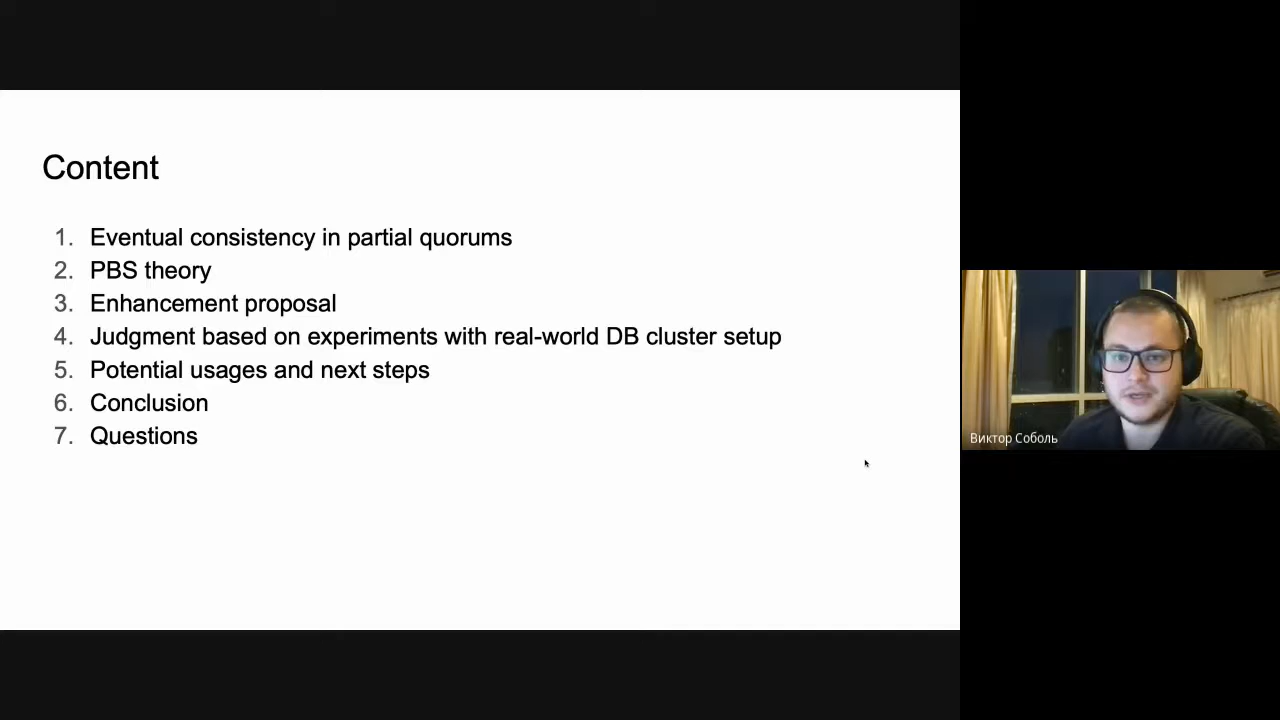 Content
1. Eventual consistency in partial quorums
2. PBS theory
3. Enhancement proposal
4. Judgment based on experiments with real-world DB cluster setup
5. Potential usages and next steps
6. Conclusion
7. Questions
Виктор Соболь